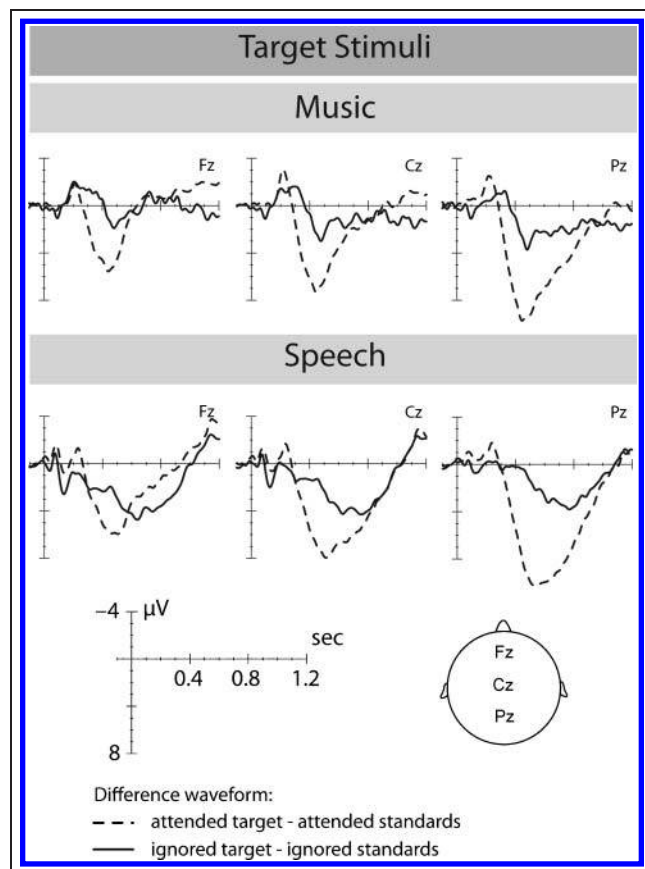 Target Stimuli
Music
Fz
Cz
Pz
Speech
Fz
Cz
Pz
−4 µV
sec
0.4 0.8 1.2
8
Fz
Cz
Pz
Difference waveform:
attended target - attended standards
ignored target - ignored standards